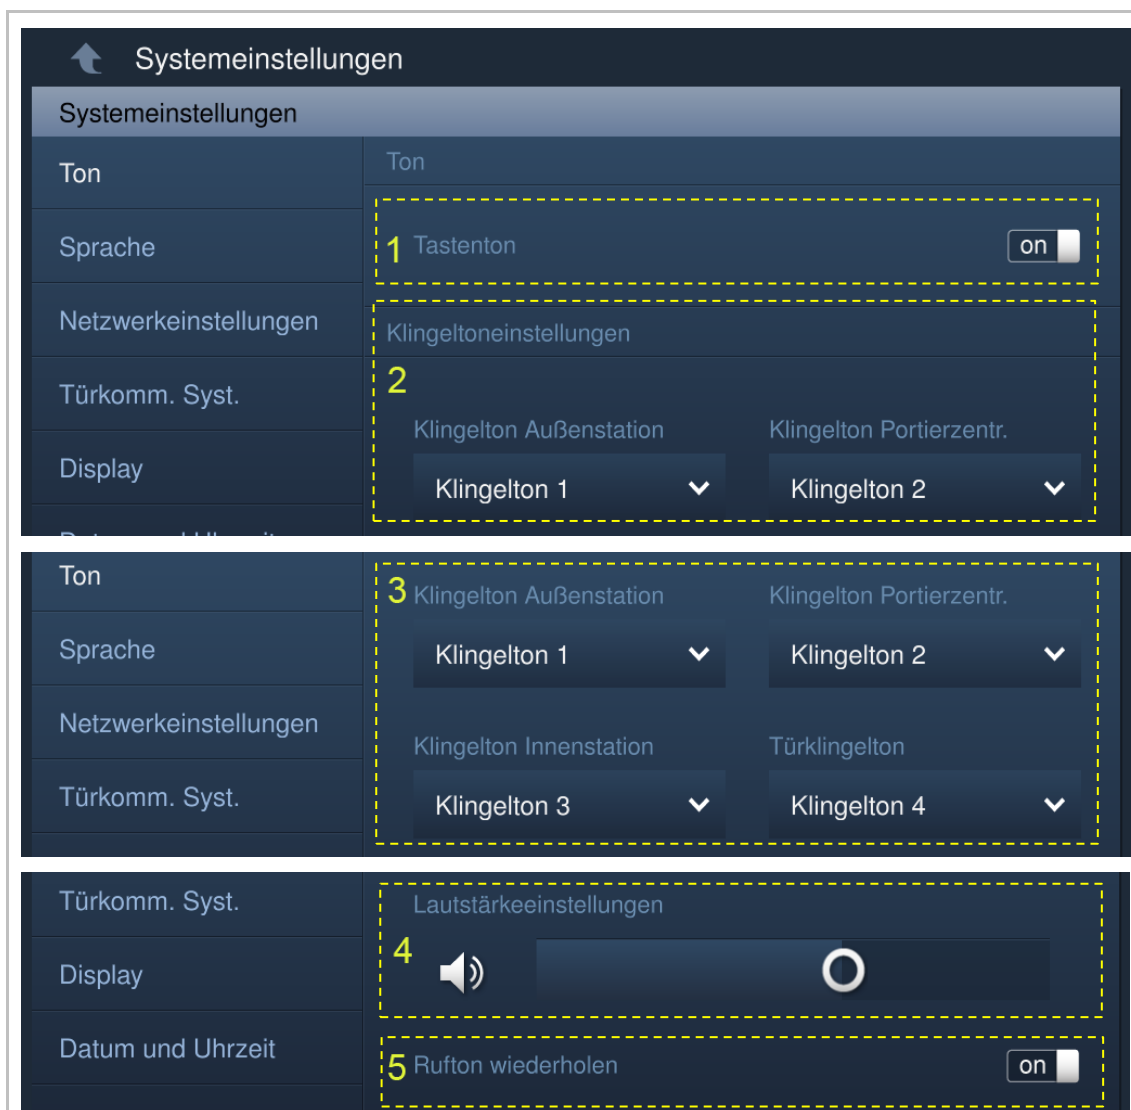 Systemeinstellungen
Systemeinstellungen
Ton
Ton
1 Tastenton on
Sprache
Netzwerkeinstellungen
Klingeltoneinstellungen
2
Türkomm. Syst.
Klingelton Außenstation Klingelton Portierzentr.
Display
Klingelton 1 Klingelton 2
Ton
3 Klingelton Außenstation Klingelton Portierzentr.
Sprache
Klingelton 1 Klingelton 2
Netzwerkeinstellungen
Klingelton Innenstation Türklingelton
Türkomm. Syst.
Klingelton 3 Klingelton 4
Türkomm. Syst.
Lautstärkeeinstellungen
4
Display
Datum und Uhrzeit
5 Rufton wiederholen on